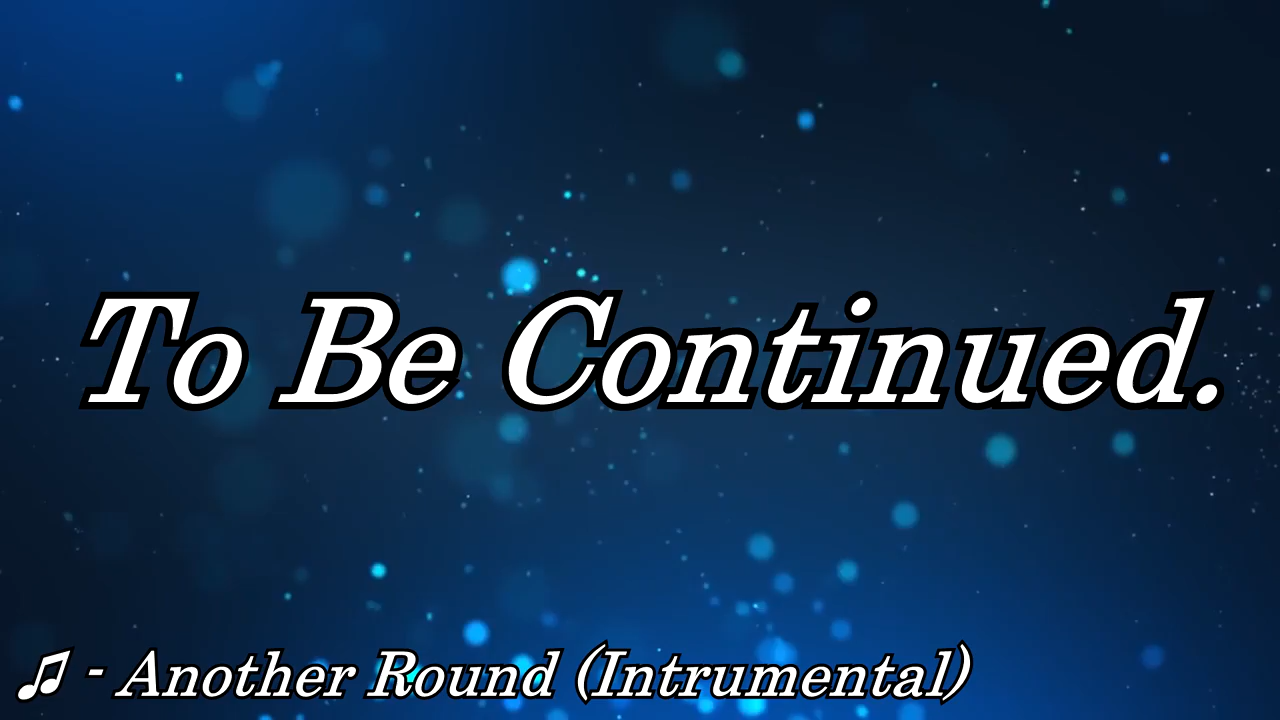 To Be Continued.
♫ - Another Round (Intrumental)